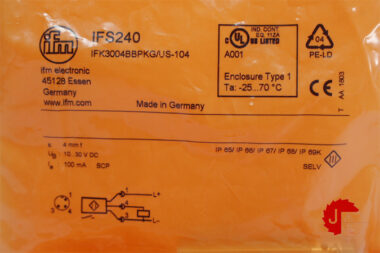 ifm
IFS240
IFK3004BBPKG/US-104
ifm electronic
45128 Essen
Germany
www.ifm.com
Made in Germany
UL
LISTED
IND. CONT. EQ.
A001
Enclosure Type 1
Ta: -25...70 °C
04
PE-LD
CE
T AA 1803
4 mm f
10...30 V DC
100 mA SCP
IP 65/ IP 66/ IP 67/ IP 68/ IP 69K
SELV
L+
L-